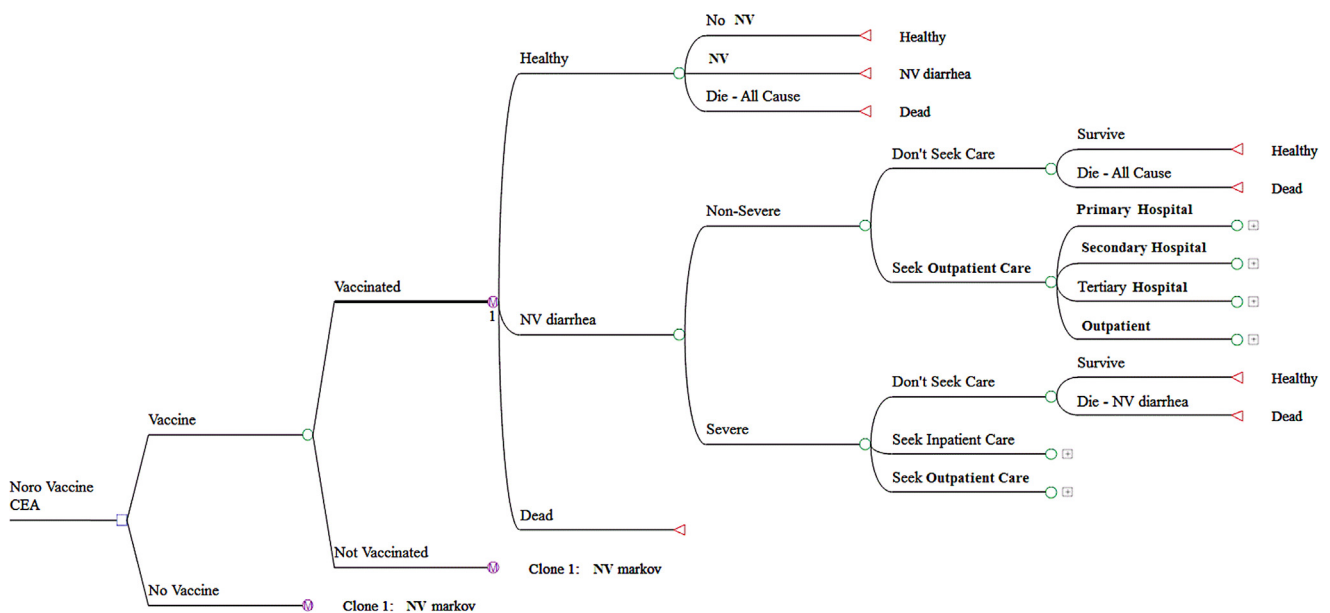 No NV
Healthy
Healthy
NV
NV diarrhea
Die - All Cause
Dead
Survive
Healthy
Don't Seek Care
Die - All Cause
Dead
Non-Severe
Primary Hospital
Secondary Hospital
Seek Outpatient Care
Tertiary Hospital
Vaccinated
M
1
NV diarrhea
Outpatient
Survive
Healthy
Don't Seek Care
Die - NV diarrhea
Dead
Vaccine
Severe
Seek Inpatient Care
Seek Outpatient Care
Noro Vaccine
CEA
Dead
Not Vaccinated
M
Clone 1: NV markov
No Vaccine
M
Clone 1: NV markov